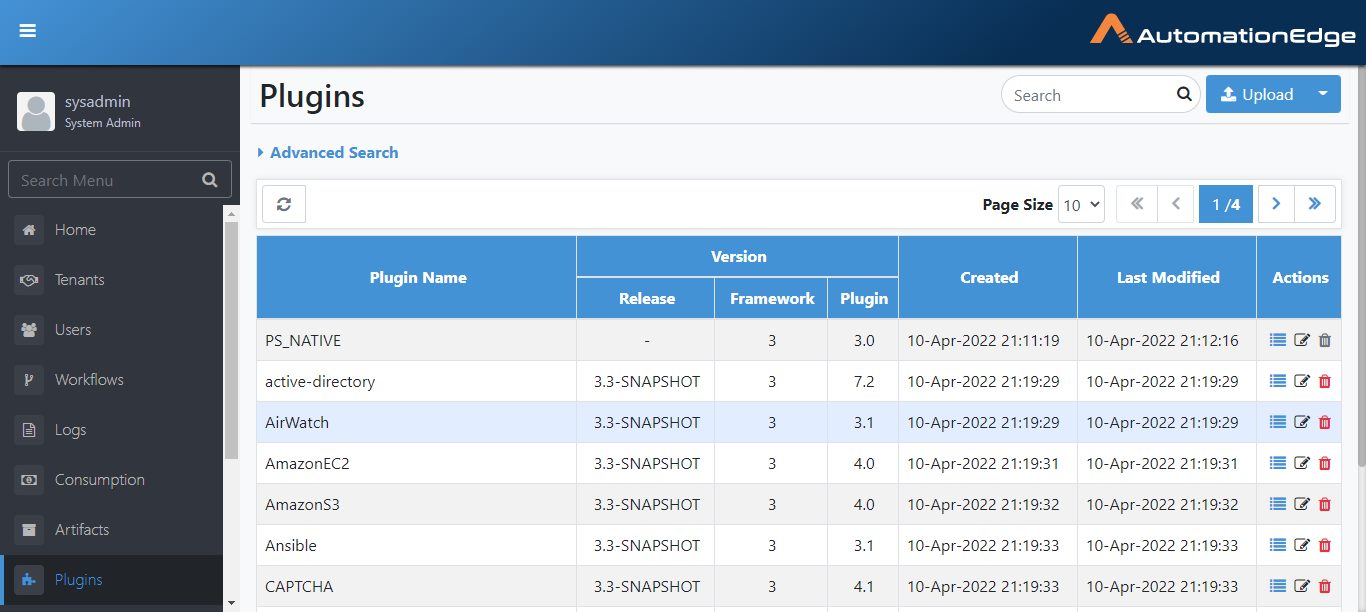 AutomationEdge
sysadmin
System Admin
Search Menu
Home
Tenants
Users
Workflows
Logs
Consumption
Artifacts
Plugins
Plugins
Search
Upload
Advanced Search
Page Size 10 1 /4
Plugin Name Version Created Last Modified Actions
Release Framework Plugin
PS_NATIVE - 3 3.0 10-Apr-2022 21:11:19 10-Apr-2022 21:12:16
active-directory 3.3-SNAPSHOT 3 7.2 10-Apr-2022 21:19:29 10-Apr-2022 21:19:29
AirWatch 3.3-SNAPSHOT 3 3.1 10-Apr-2022 21:19:29 10-Apr-2022 21:19:29
AmazonEC2 3.3-SNAPSHOT 3 4.0 10-Apr-2022 21:19:31 10-Apr-2022 21:19:31
AmazonS3 3.3-SNAPSHOT 3 4.0 10-Apr-2022 21:19:32 10-Apr-2022 21:19:32
Ansible 3.3-SNAPSHOT 3 3.1 10-Apr-2022 21:19:33 10-Apr-2022 21:19:33
CAPTCHA 3.3-SNAPSHOT 3 4.1 10-Apr-2022 21:19:33 10-Apr-2022 21:19:33